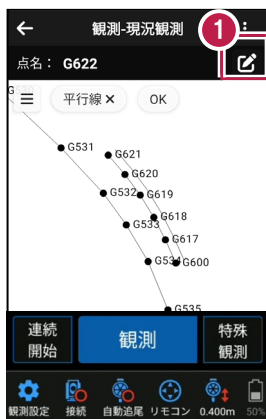 観測-現況観測
1
点名： G622
平行線×
OK
G531
G621
G620
G532
G619
G533
G618
G617
G534
G600
G535
連続
開始
観測
特殊
観測
観測設定
接続
自動追尾
リモコン
0.400m
50%